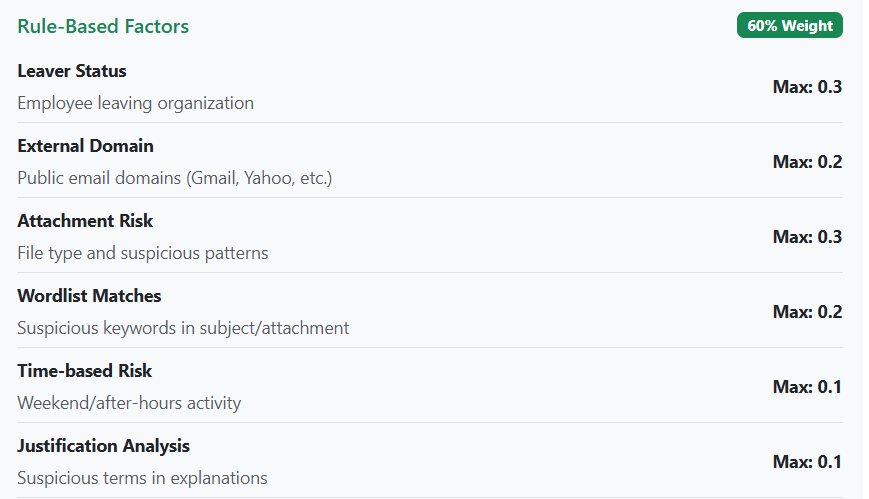 Rule-Based Factors
60% Weight
Leaver Status
Employee leaving organization
Max: 0.3
External Domain
Public email domains (Gmail, Yahoo, etc.)
Max: 0.2
Attachment Risk
File type and suspicious patterns
Max: 0.3
Wordlist Matches
Suspicious keywords in subject/attachment
Max: 0.2
Time-based Risk
Weekend/after-hours activity
Max: 0.1
Justification Analysis
Suspicious terms in explanations
Max: 0.1